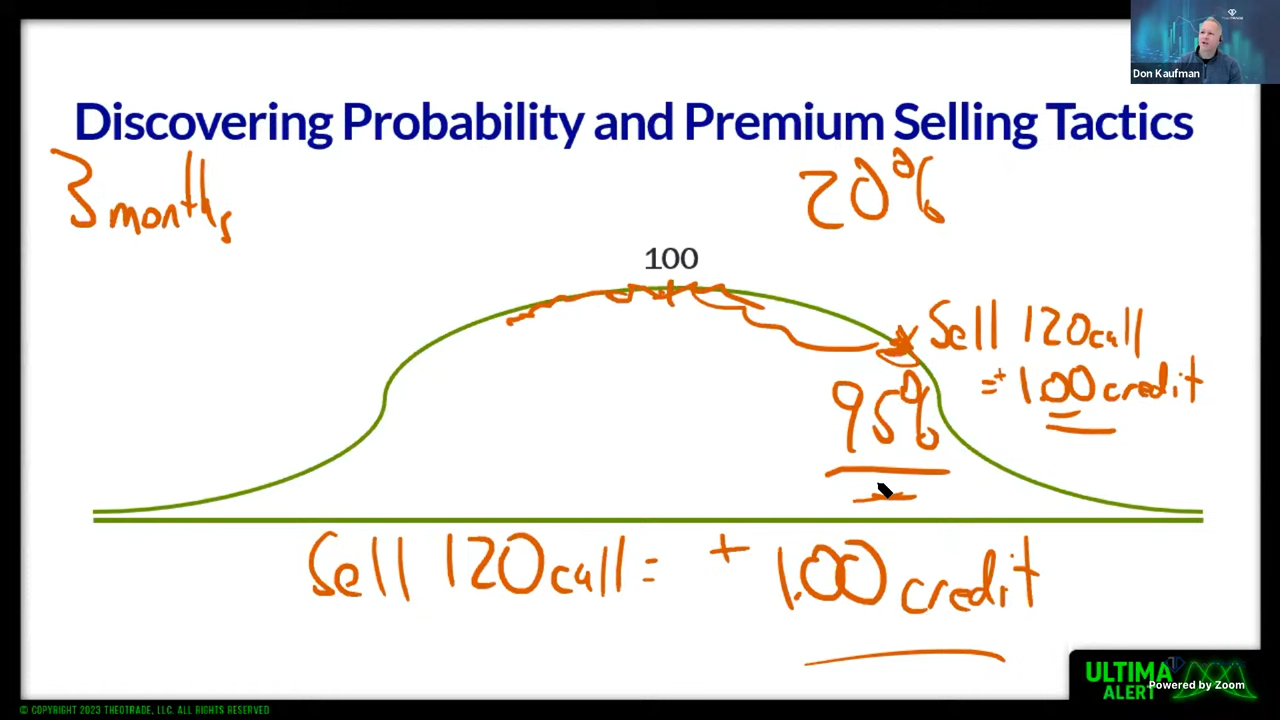 THEOTRADE
Don Kaufman
Discovering Probability and Premium Selling Tactics
3 months
20%
100
Sell 120 call
=+ 1.00 credit
95%
Sell 120 call = + 1.00 credit
ULTIMA
ALERT
Powered by Zoom
© COPYRIGHT 2023 THEOTRADE, LLC. ALL RIGHTS RESERVED